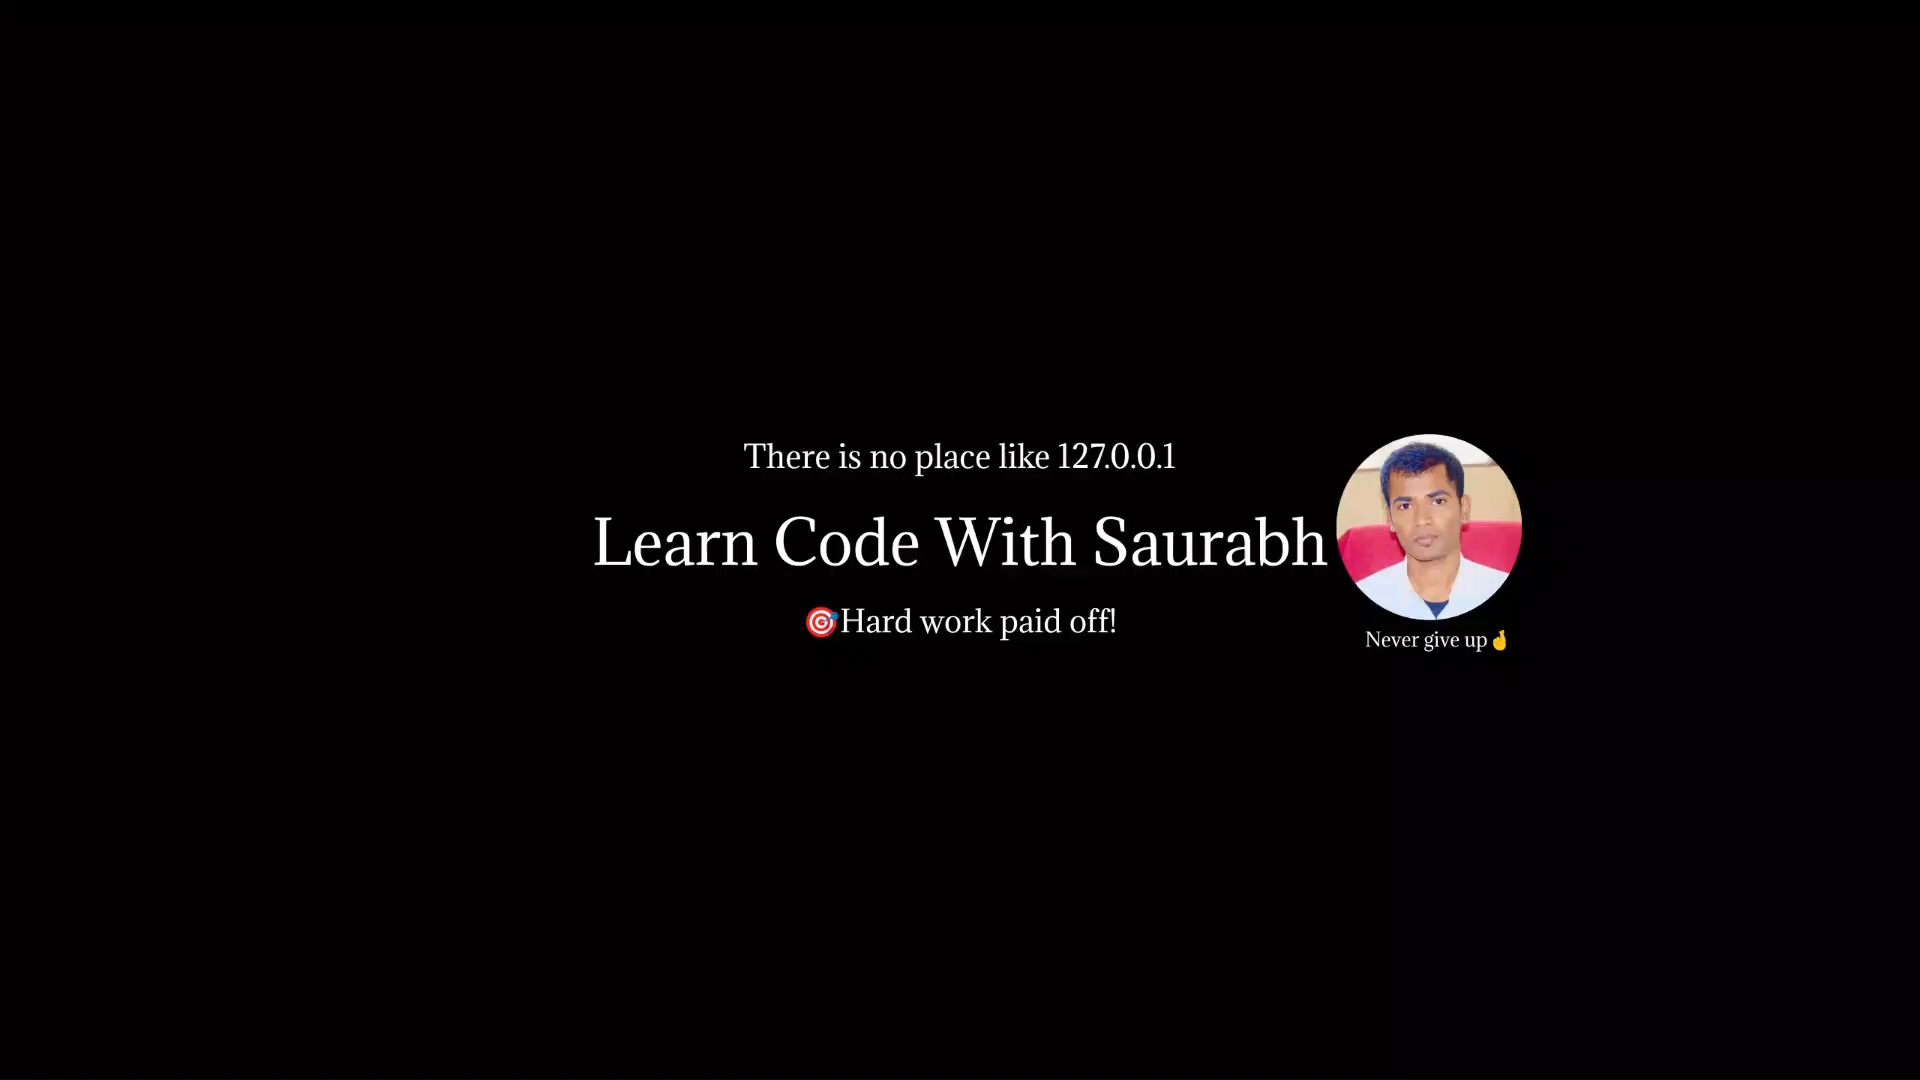 There is no place like 127.0.0.1
Learn Code With Saurabh
🎯Hard work paid off!
Never give up🤞